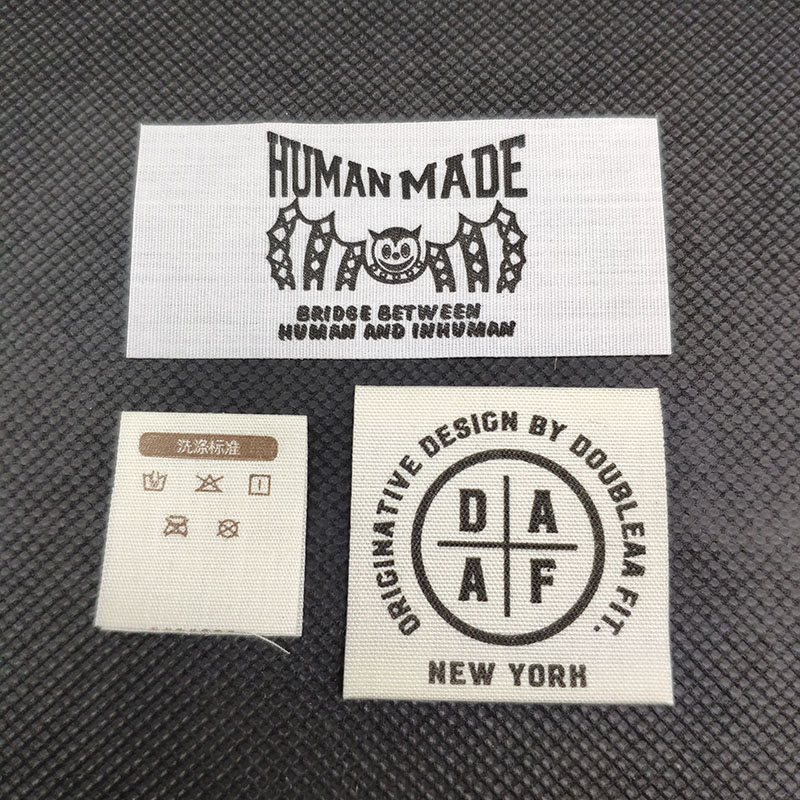 HUMAN MADE
BRIDGE BETWEEN
HUMAN AND INHUMAN
洗涤标准
ORIGINATIVE DESIGN BY DOUBLEAA FIT.
D A
A F
NEW YORK